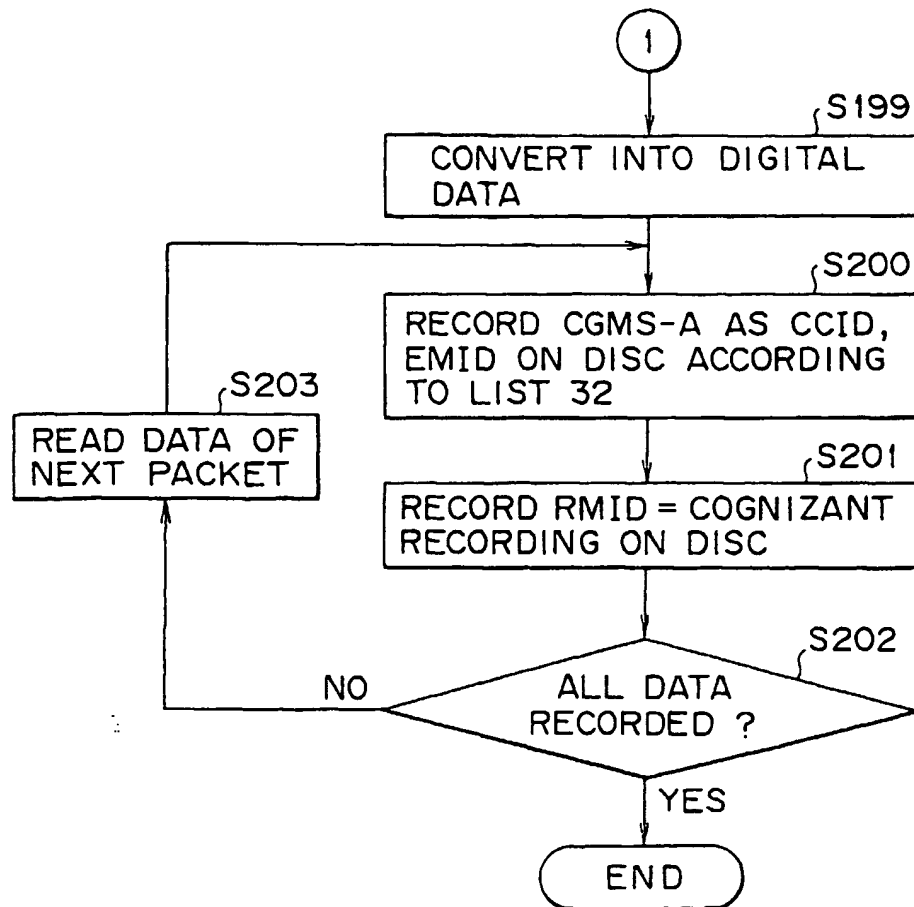 1
S199
CONVERT INTO DIGITAL
DATA
S200
RECORD CGMS-A AS CCID,
EMID ON DISC ACCORDING
TO LIST 32
S203
READ DATA OF
NEXT PACKET
S201
RECORD RMID = COGNIZANT
RECORDING ON DISC
S202
NO
ALL DATA
RECORDED ?
YES
END